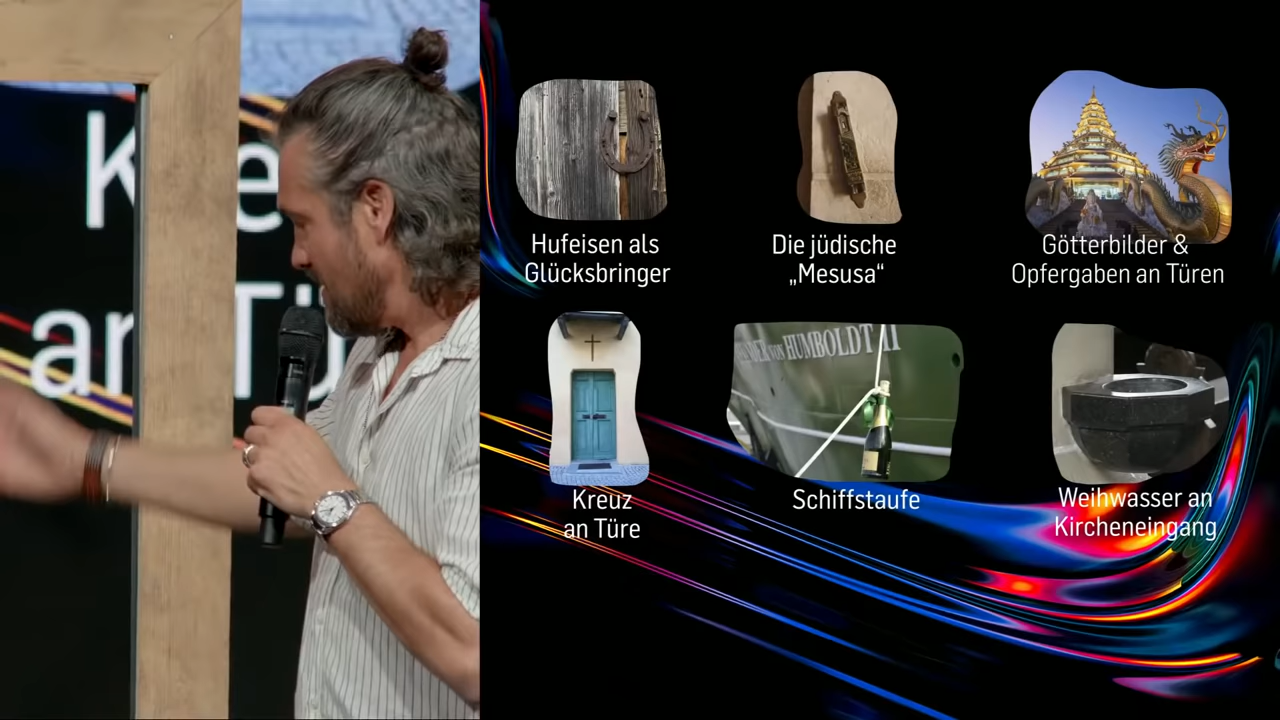 Hufeisen als
Glücksbringer
Die jüdische
„Mesusa“
Götterbilder &
Opfergaben an Türen
VON HUMBOLDT II
Kreuz
an Türe
Schiffstaufe
Weihwasser an
Kircheneingang